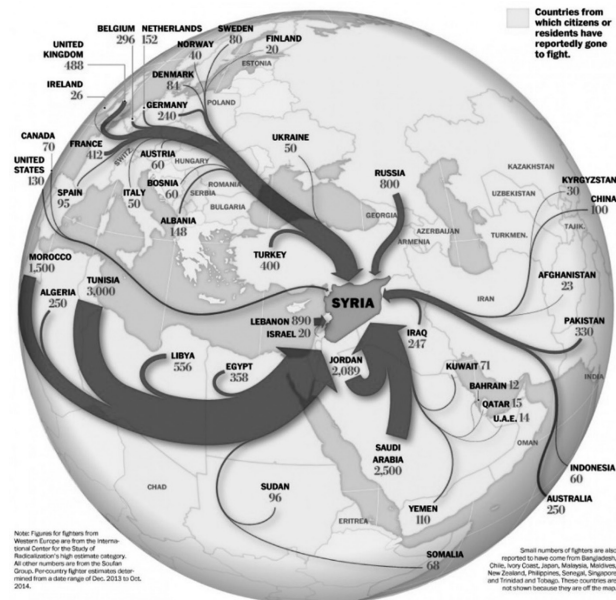 Countries from
which citizens or
residents have
reportedly gone
to fight.
BELGIUM
296
NETHERLANDS
152
SWEDEN
80
NORWAY
40
FINLAND
20
UNITED
KINGDOM
488
DENMARK
84
ESTONIA
IRELAND
26
GERMANY
240
POLAND
CANADA
70
FRANCE
412
SWITZ.
AUSTRIA
60
HUNGARY
UKRAINE
50
UNITED
STATES
130
SPAIN
95
ITALY
50
BOSNIA
60
ROMANIA
SERBIA
BULGARIA
ALBANIA
148
RUSSIA
800
KAZAKHSTAN
KYRGYZSTAN
30
UZBEKISTAN
CHINA
100
GEORGIA
AZERBAIJAN
ARMENIA
TURKMEN.
TAJIK.
MOROCCO
1,500
TURKEY
400
ALGERIA
250
TUNISIA
3,000
SYRIA
IRAN
AFGHANISTAN
23
LEBANON 890
ISRAEL 20
IRAQ
247
PAKISTAN
330
LIBYA
556
EGYPT
358
JORDAN
2,089
KUWAIT 71
BAHRAIN 12
QATAR 15
U.A.E. 14
INDIA
OMAN
SAUDI
ARABIA
2,500
CHAD
SUDAN
96
ERITREA
YEMEN
110
INDONESIA
60
AUSTRALIA
250
SOMALIA
68
Note: Figures for fighters from
Western Europe are from the Interna-
tional Center for the Study of
Radicalization's high estimate category.
All other numbers are from the Soufan
Group. Per-country fighter estimates deter-
mined from a date range of Dec. 2013 to Oct.
2014.
Small numbers of fighters are also
reported to have come from Bangladesh,
Chile, Ivory Coast, Japan, Malaysia, Maldives,
New Zealand, Philippines, Senegal, Singapore
and Trinidad and Tobago. These countries are
not shown because they are off the map.